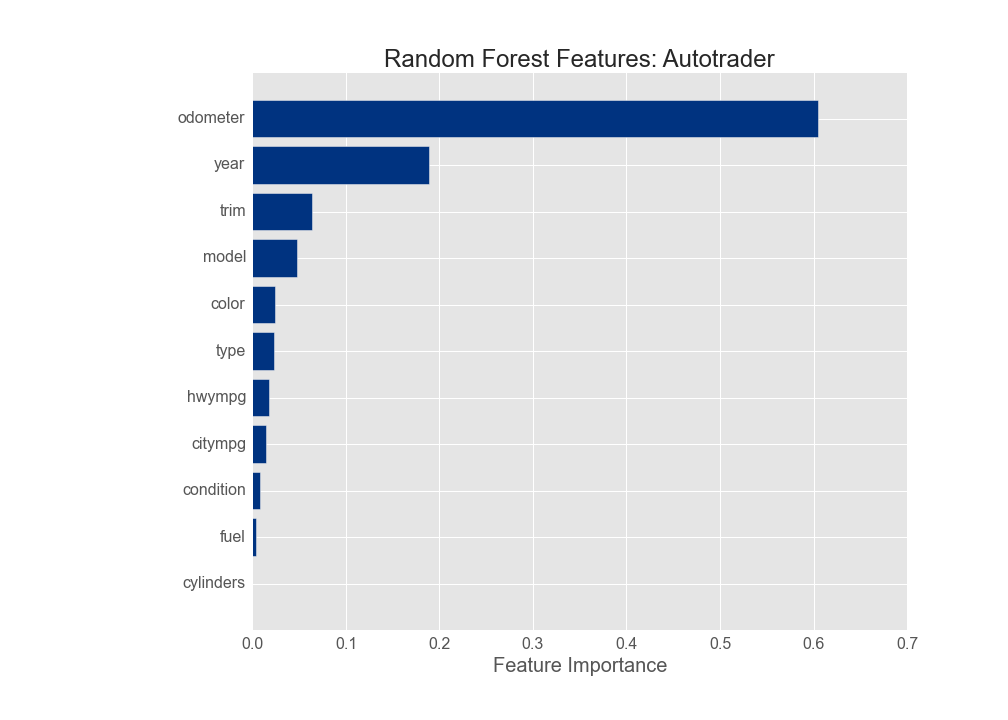 Random Forest Features: Autotrader
odometer
year
trim
model
color
type
hwympg
citympg
condition
fuel
cylinders
0.0 0.1 0.2 0.3 0.4 0.5 0.6 0.7
Feature Importance